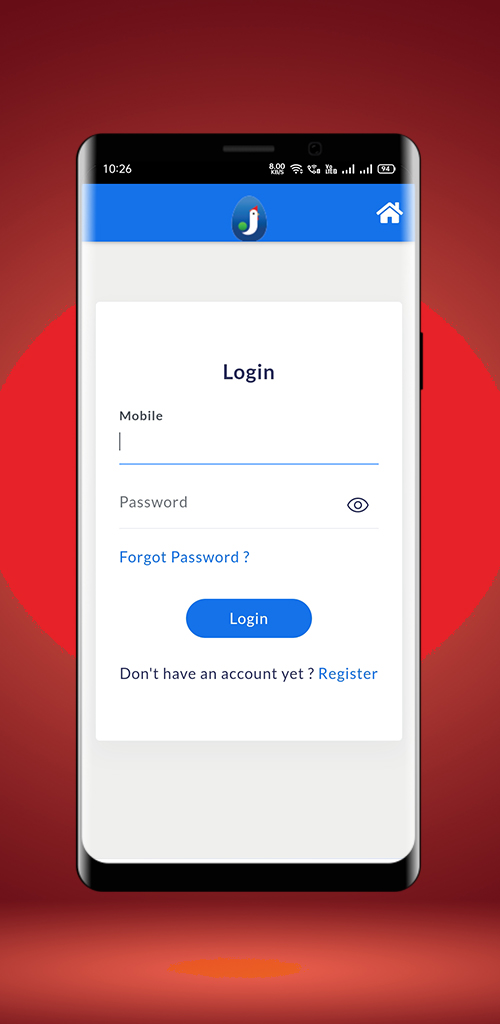 10:26
8.00
KB/S
Vo
LTE
94
Login
Mobile
Password
Forgot Password ?
Login
Don't have an account yet ? Register